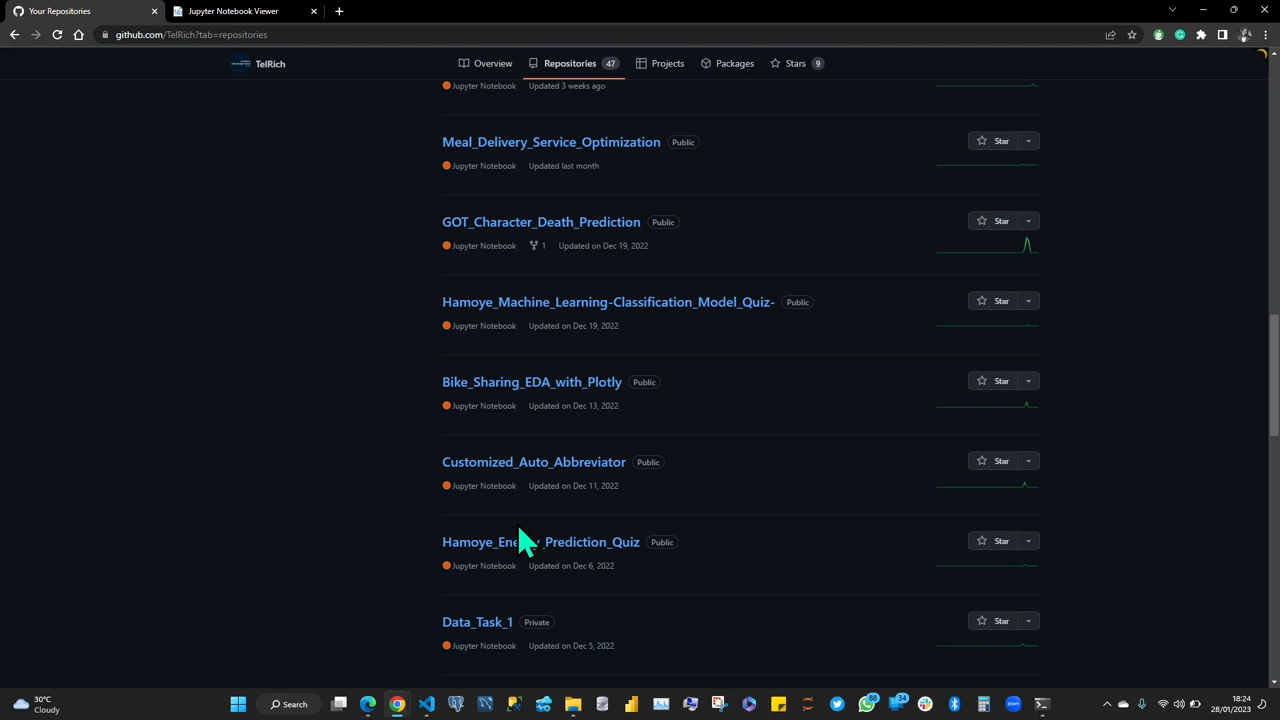 Your Repositories
Jupyter Notebook Viewer
github.com/TelRich?tab=repositories
TelRich
Overview
Repositories 47
Projects
Packages
Stars 9
Jupyter Notebook Updated 3 weeks ago
Meal_Delivery_Service_Optimization Public
Star
Jupyter Notebook Updated last month
GOT_Character_Death_Prediction Public
Star
Jupyter Notebook 1 Updated on Dec 19, 2022
Hamoye_Machine_Learning-Classification_Model_Quiz- Public
Star
Jupyter Notebook Updated on Dec 19, 2022
Bike_Sharing_EDA_with_Plotly Public
Star
Jupyter Notebook Updated on Dec 13, 2022
Customized_Auto_Abbreviator Public
Star
Jupyter Notebook Updated on Dec 11, 2022
Hamoye_Ene y_Prediction_Quiz Public
Star
Jupyter Notebook Updated on Dec 6, 2022
Data_Task_1 Private
Star
Jupyter Notebook Updated on Dec 5, 2022
30°C
Cloudy
Search
88
34
18:24
28/01/2023